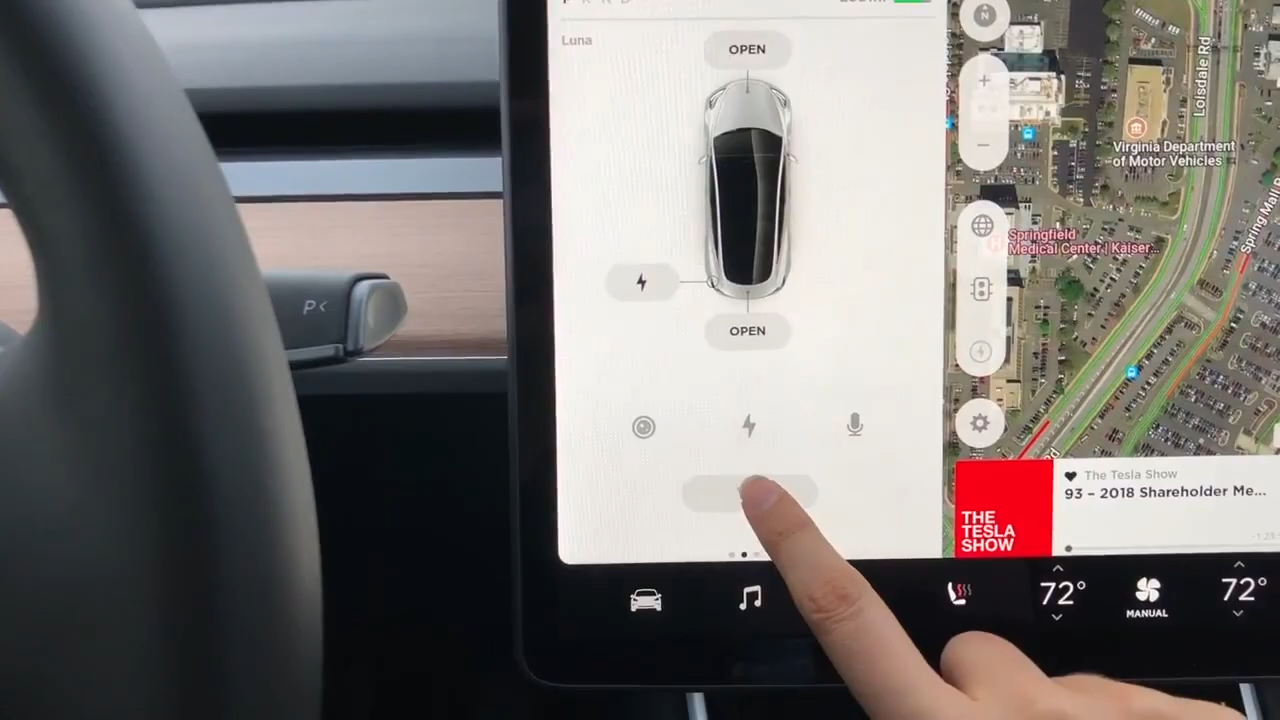 Luna
OPEN
OPEN
P<
N
Loisdale Rd
Virginia Department
of Motor Vehicles
Springfield
Medical Center | Kaiser...
THE
TESLA
SHOW
The Tesla Show
93 – 2018 Shareholder Me...
72°
MANUAL
72°